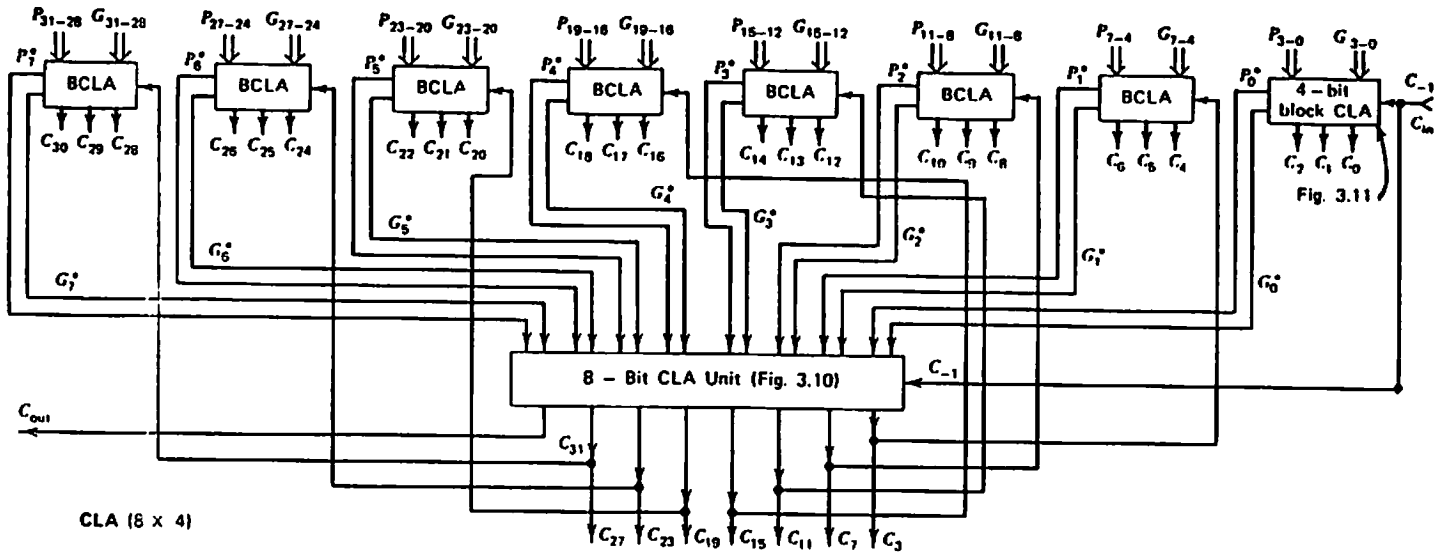 P31–28 G31–28 P27–24 G27–24 P23–20 G23–20 P19–16 G19–16 P15–12 G15–12 P11–8 G11–8 P7–4 G7–4 P3–0 G3–0
P7* P6* P5* P4* P3* P2* P1* P0*
BCLA BCLA BCLA BCLA BCLA BCLA BCLA 4-bit block CLA
C–1
Cin
C30 C29 C28 C26 C25 C24 C22 C21 C20 C18 C17 C16 C14 C13 C12 C10 C9 C8 C6 C5 C4 C2 C1 C0
Fig. 3.11
G7* G6* G5* G4* G3* G2* G1* G0*
8 – Bit CLA Unit (Fig. 3.10)
C–1
Cout
C31
CLA (8 x 4)
C27 C23 C19 C15 C11 C7 C3